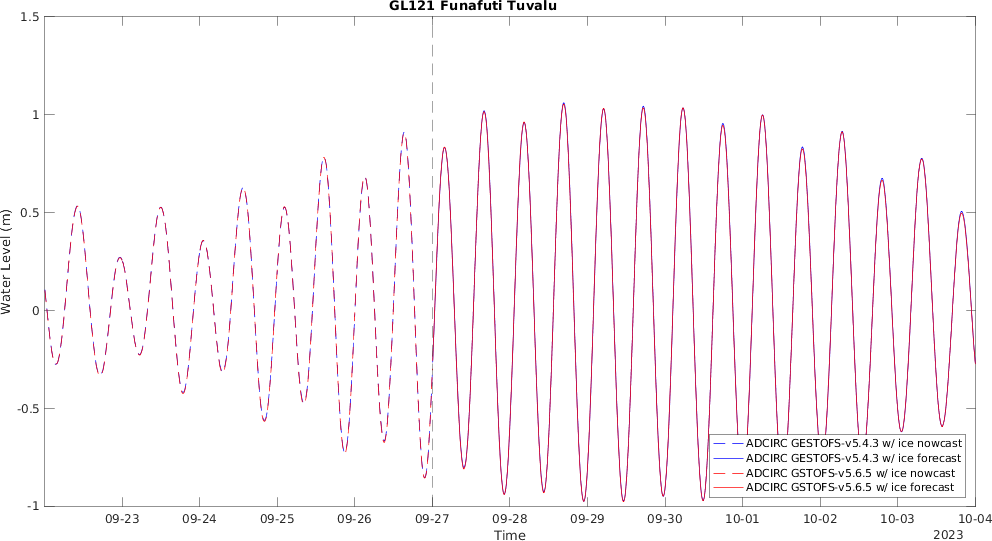 GL121 Funafuti Tuvalu
1.5
1
0.5
0
-0.5
-1
Water Level (m)
ADCIRC GESTOFS-v5.4.3 w/ ice nowcast
ADCIRC GESTOFS-v5.4.3 w/ ice forecast
ADCIRC GSTOFS-v5.6.5 w/ ice nowcast
ADCIRC GSTOFS-v5.6.5 w/ ice forecast
09-23 09-24 09-25 09-26 09-27 09-28 09-29 09-30 10-01 10-02 10-03 10-04
Time
2023